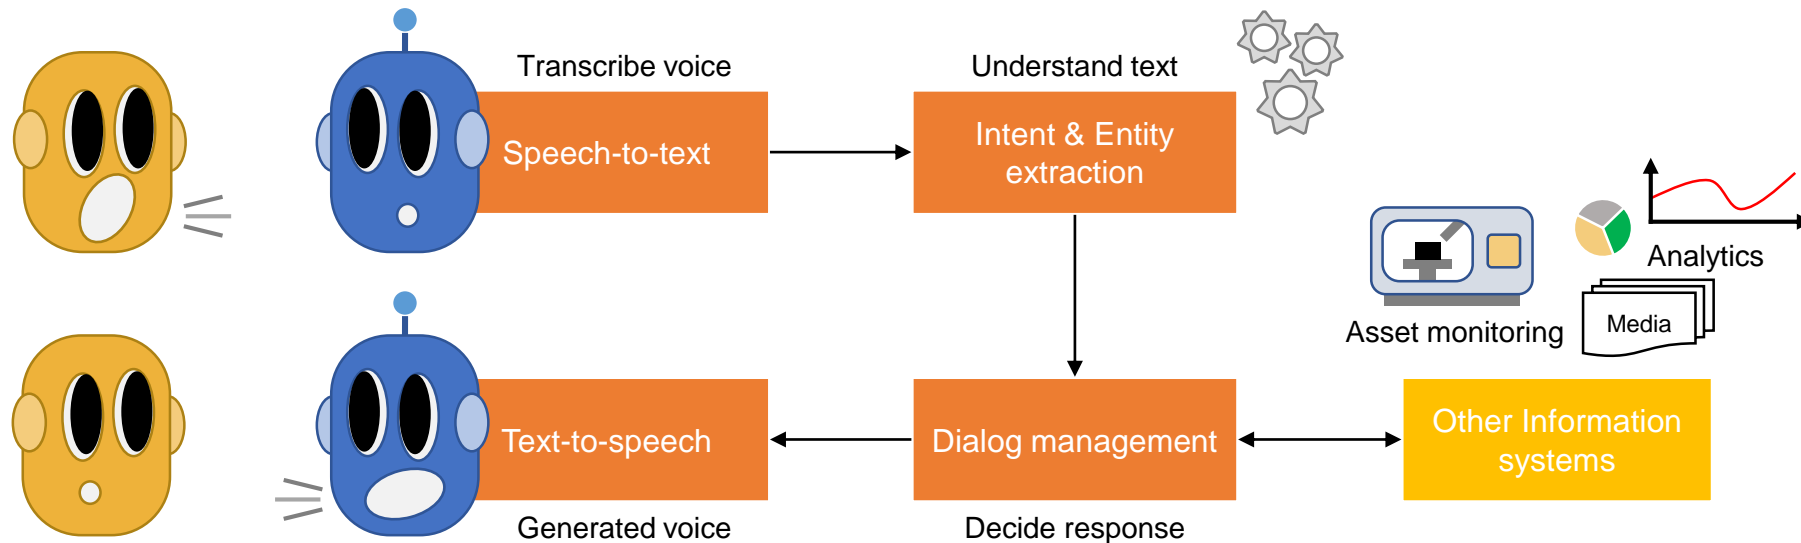 Transcribe voice
Understand text
Speech-to-text
Intent & Entity
extraction
Analytics
Media
Asset monitoring
Text-to-speech
Dialog management
Other Information
systems
Generated voice
Decide response